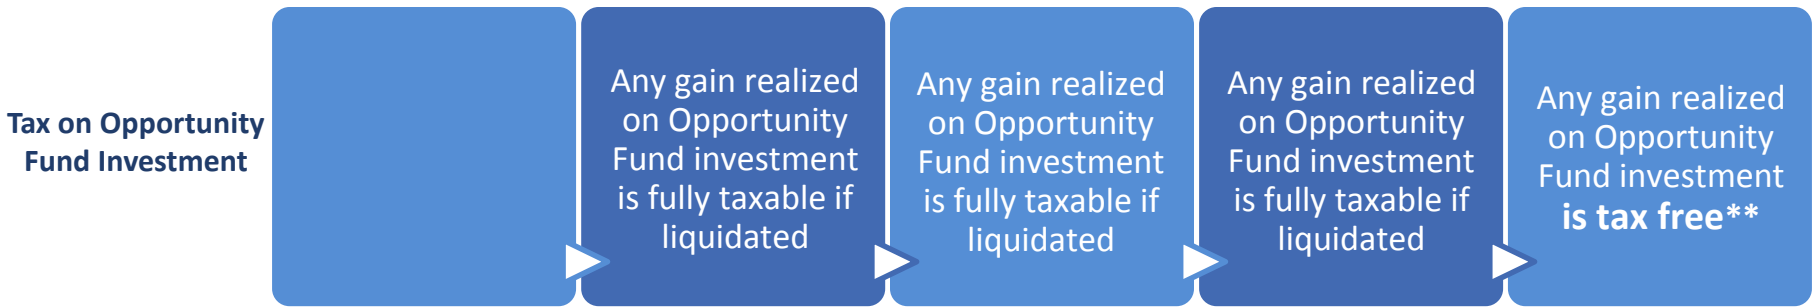 Tax on Opportunity
Fund Investment
Any gain realized
on Opportunity
Fund investment
is fully taxable if
liquidated
Any gain realized
on Opportunity
Fund investment
is fully taxable if
liquidated
Any gain realized
on Opportunity
Fund investment
is fully taxable if
liquidated
Any gain realized
on Opportunity
Fund investment
is tax free**